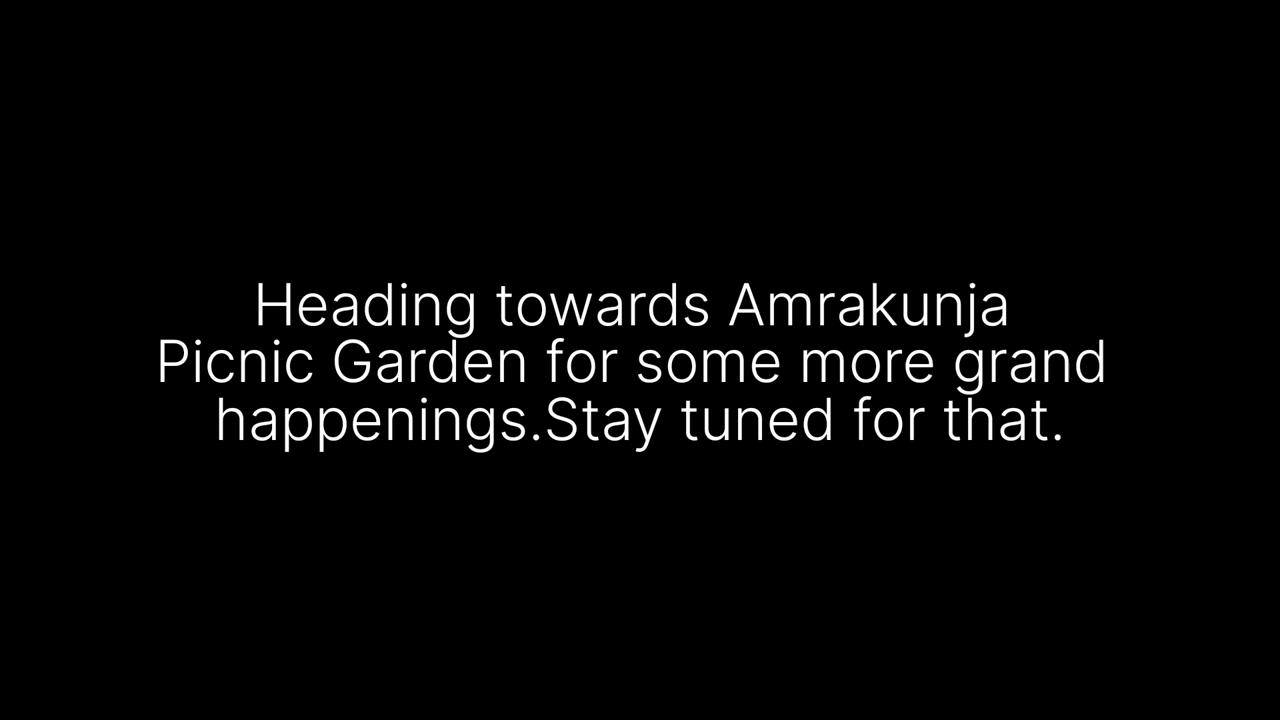 Heading towards Amrakunja
Picnic Garden for some more grand
happenings.Stay tuned for that.